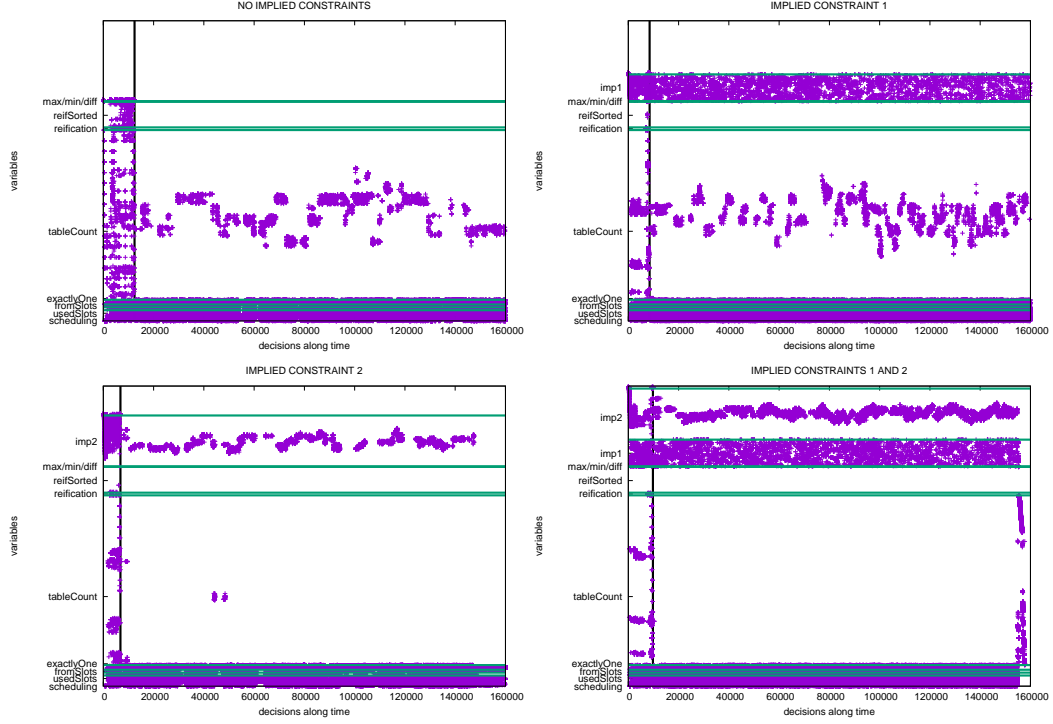 NO IMPLIED CONSTRAINTS
max/min/diff
reifSorted
reification
variables
tableCount
exactlyOne
fromSlots
usedSlots
scheduling
0 20000 40000 60000 80000 100000 120000 140000 160000
decisions along time
IMPLIED CONSTRAINT 1
imp1
max/min/diff
reifSorted
reification
variables
tableCount
exactlyOne
fromSlots
usedSlots
scheduling
0 20000 40000 60000 80000 100000 120000 140000 160000
decisions along time
IMPLIED CONSTRAINT 2
imp2
max/min/diff
reifSorted
reification
variables
tableCount
exactlyOne
fromSlots
usedSlots
scheduling
0 20000 40000 60000 80000 100000 120000 140000 160000
decisions along time
IMPLIED CONSTRAINTS 1 AND 2
imp2
imp1
max/min/diff
reifSorted
reification
variables
tableCount
exactlyOne
fromSlots
usedSlots
scheduling
0 20000 40000 60000 80000 100000 120000 140000 160000
decisions along time